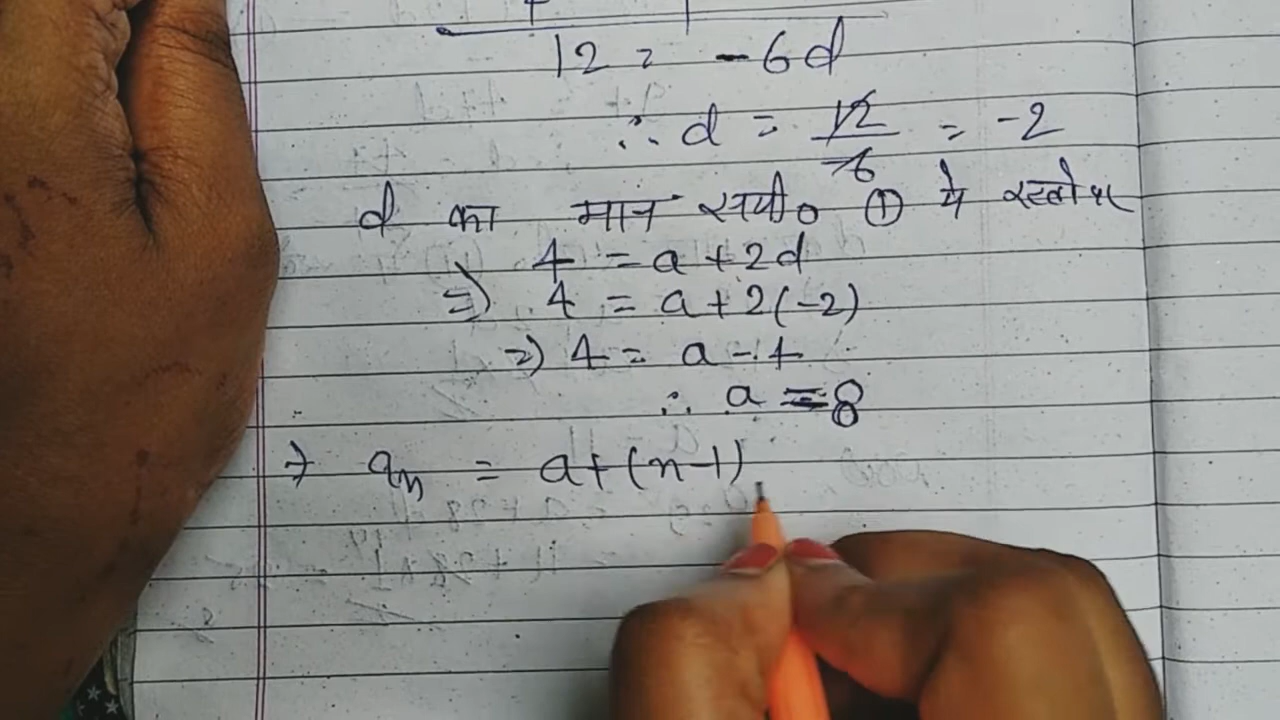 12 = -6d
∴ d = 12/-6 = -2
d का मान समी० ① मे रखने पर
4 = a + 2d
=) 4 = a + 2(-2)
=) 4 = a - 4
∴ a = 8
→ an = a + (n-1)